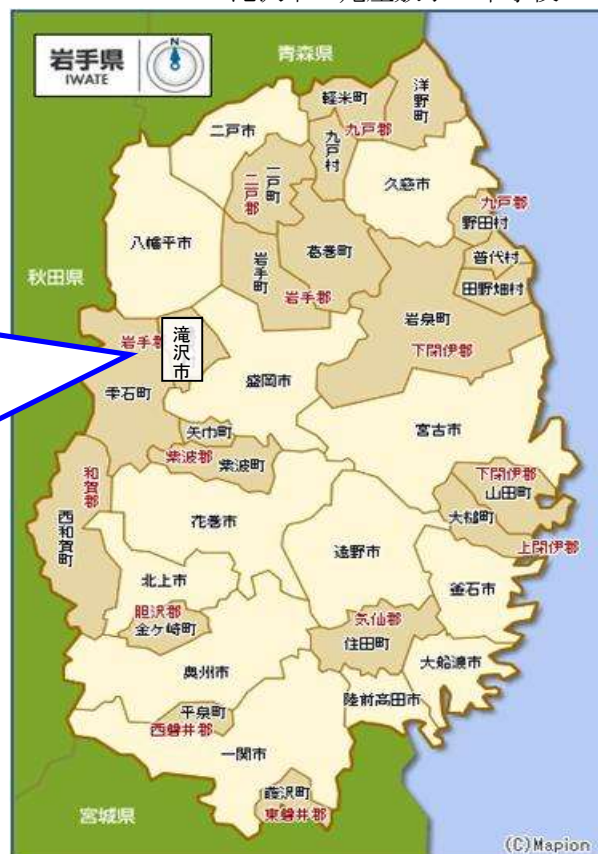 岩手県
IWATE
青森県
軽米町
洋野町
九戸郡
二戸市
九戸村
一戸町
二戸郡
久慈市
九戸郡
野田村
八幡平市
葛巻町
普代村
岩手町
田野畑村
秋田県
岩手郡
岩泉町
岩手
滝沢市
下閉伊郡
盛岡市
雫石町
矢巾町
宮古市
紫波郡
紫波町
和賀郡
下閉伊郡
山田町
西和賀町
花巻市
大槌町
遠野市
上閉伊郡
北上市
釜石市
胆沢郡
金ヶ崎町
気仙郡
住田町
大船渡市
奥州市
陸前高田市
平泉町
西磐井郡
一関市
藤沢町
東磐井郡
宮城県
(C)Mapion